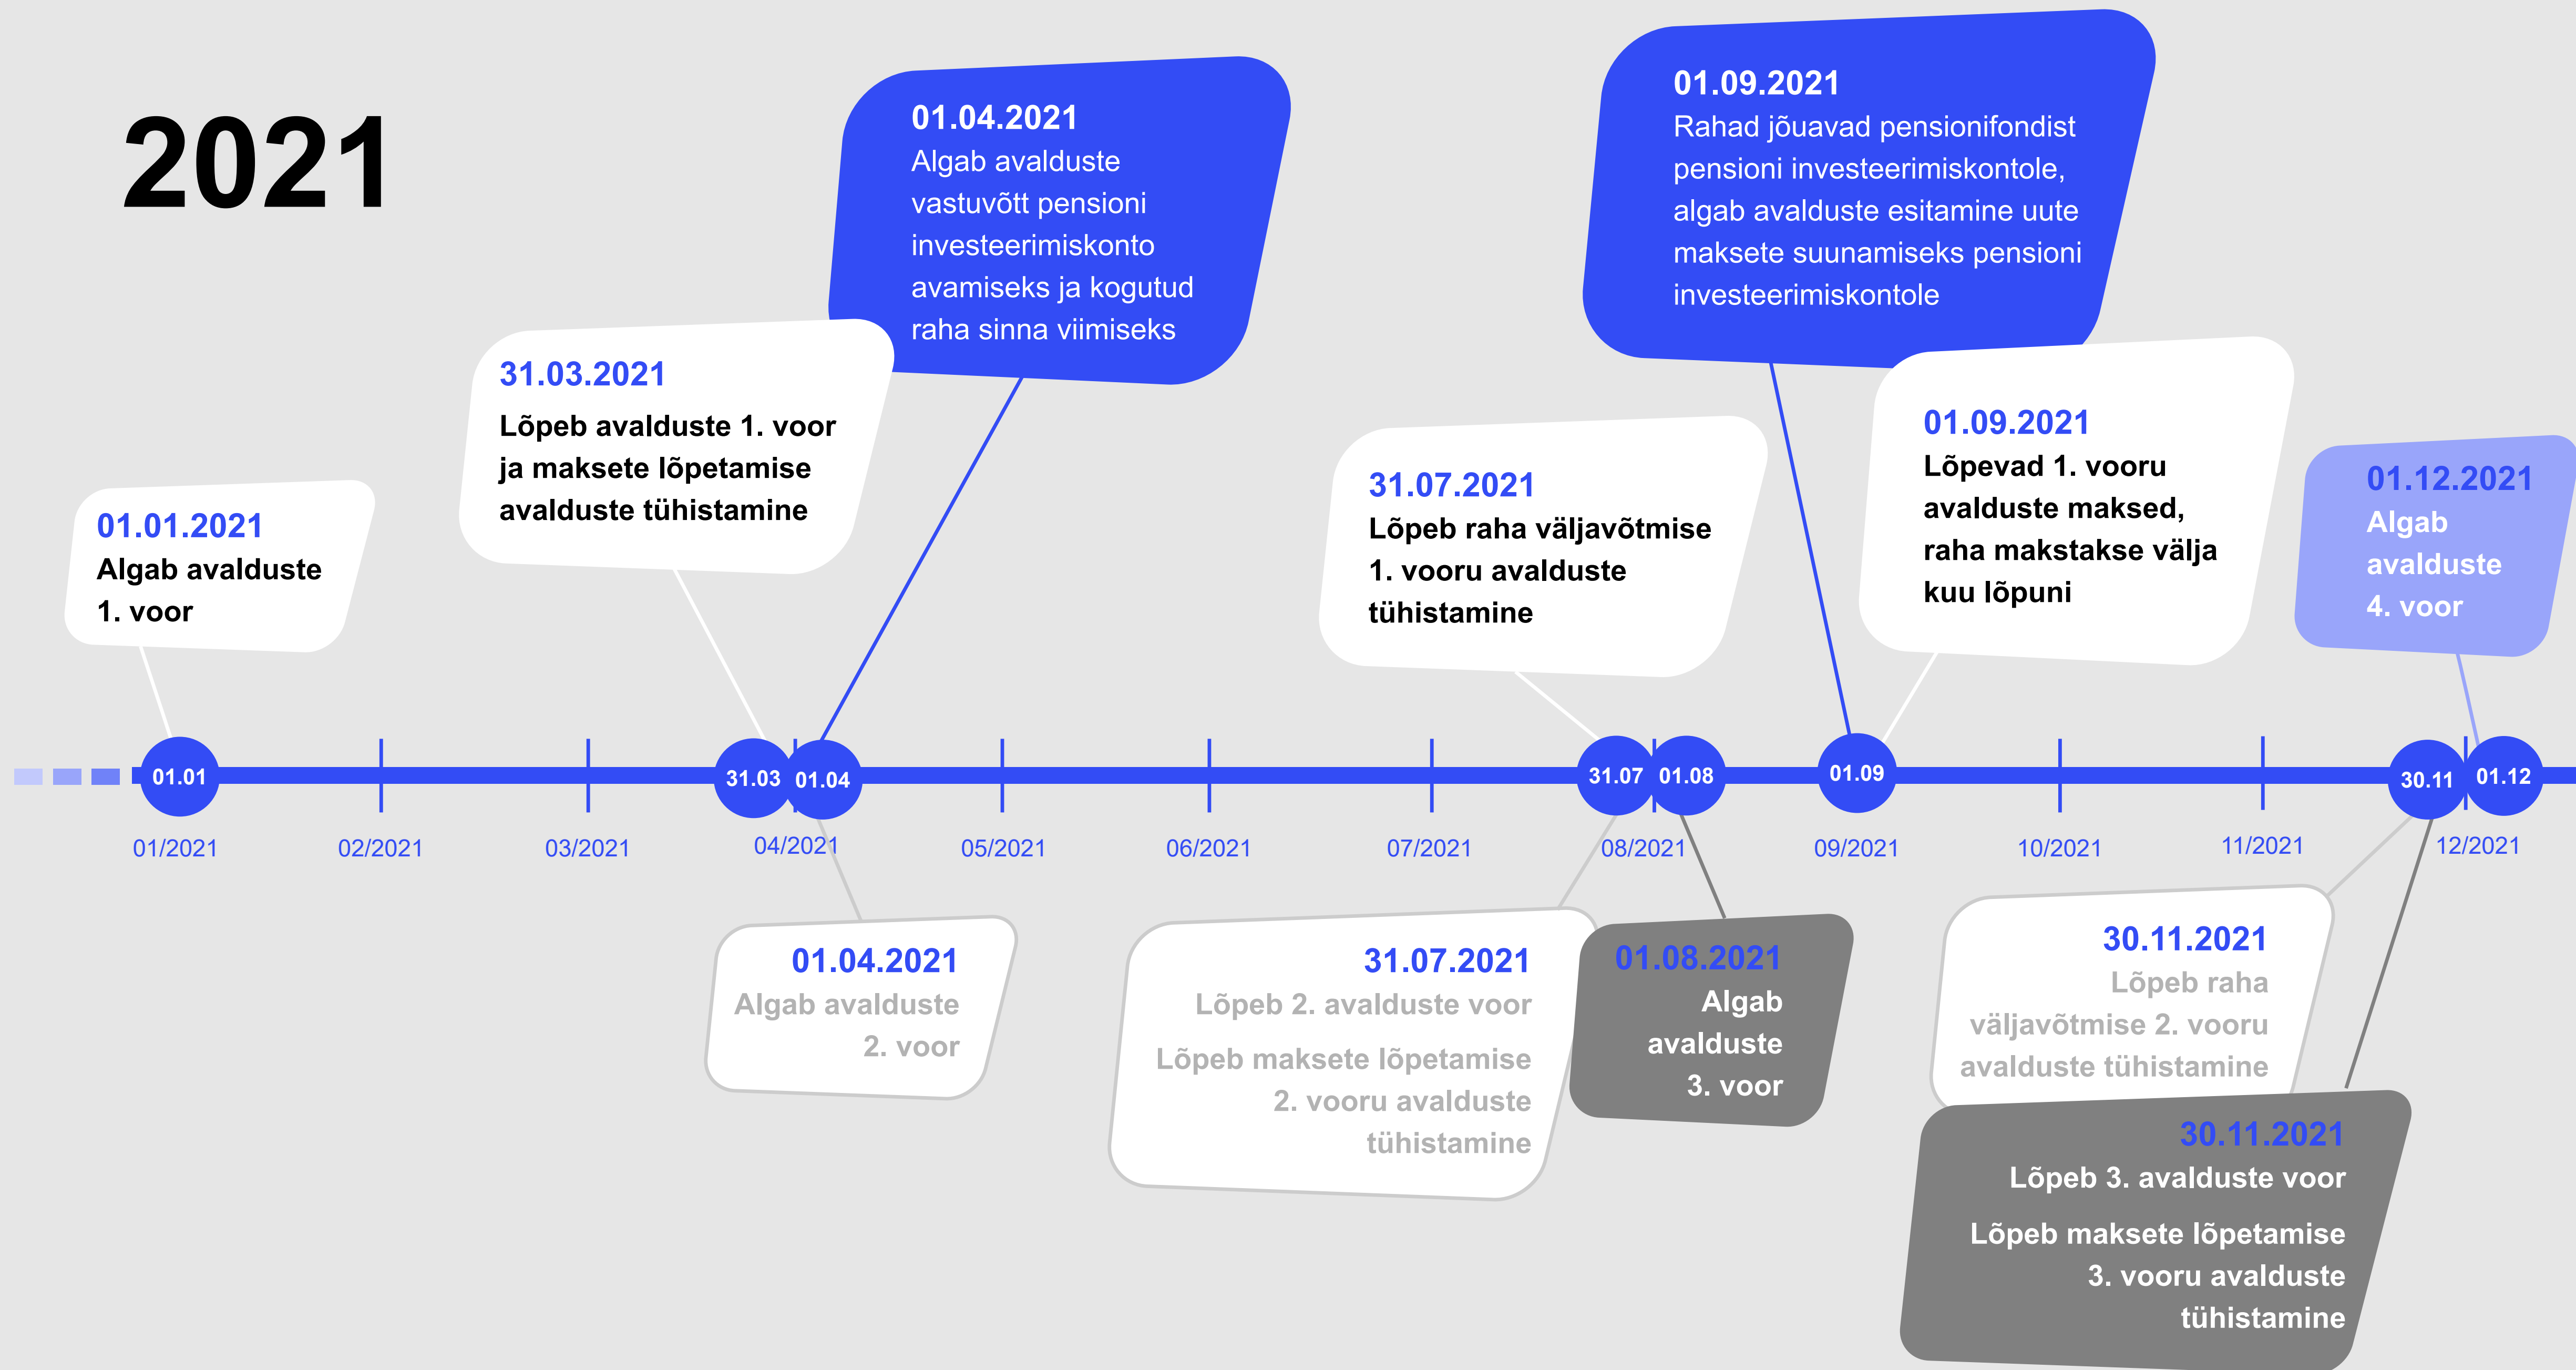 2021
01.04.2021
Algab avalduste
vastuvõtt pensioni
investeerimiskonto
avamiseks ja kogutud
raha sinna viimiseks
01.09.2021
Rahad jõuavad pensionifondist
pensioni investeerimiskontole,
algab avalduste esitamine uute
maksete suunamiseks pensioni
investeerimiskontole
01.01.2021
Algab avalduste
1. voor
31.03.2021
Lõpeb avalduste 1. voor
ja maksete lõpetamise
avalduste tühistamine
31.07.2021
Lõpeb raha väljavõtmise
1. vooru avalduste
tühistamine
01.09.2021
Lõpevad 1. vooru
avalduste maksed,
raha makstakse välja
kuu lõpuni
01.12.2021
Algab
avalduste
4. voor
01.01 31.03 01.04 31.07 01.08 01.09 30.11 01.12
01/2021 02/2021 03/2021 04/2021 05/2021 06/2021 07/2021 08/2021 09/2021 10/2021 11/2021 12/2021
01.04.2021
Algab avalduste
2. voor
31.07.2021
Lõpeb 2. avalduste voor
Lõpeb maksete lõpetamise
2. vooru avalduste
tühistamine
01.08.2021
Algab
avalduste
3. voor
30.11.2021
Lõpeb raha
väljavõtmise 2. vooru
avalduste tühistamine
30.11.2021
Lõpeb 3. avalduste voor
Lõpeb maksete lõpetamise
3. vooru avalduste
tühistamine